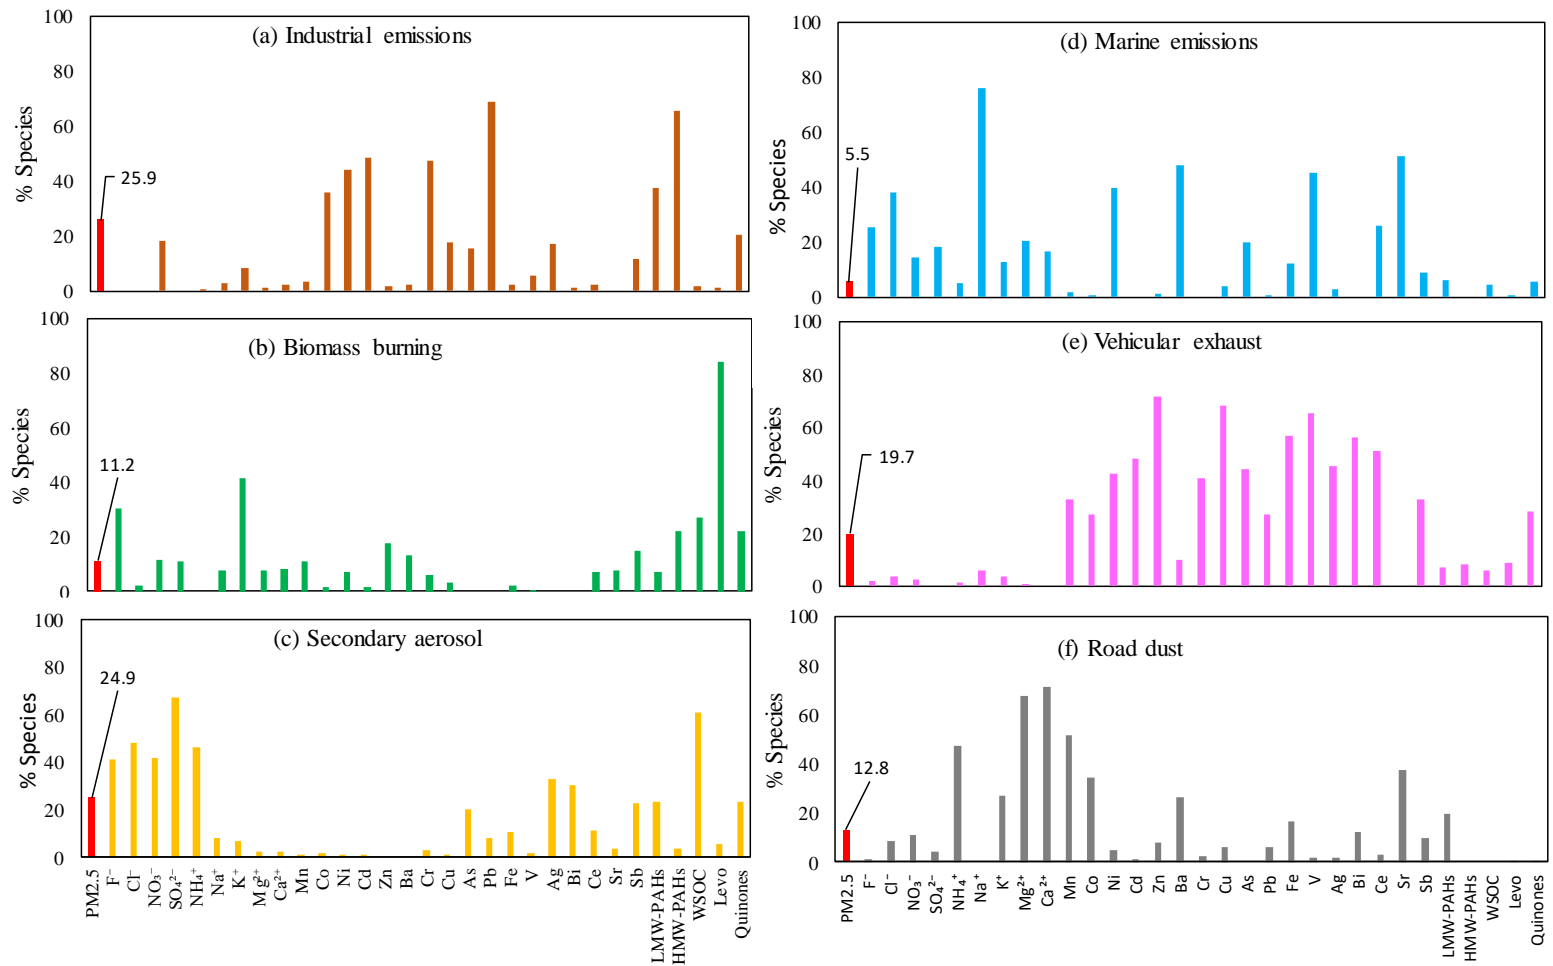 (a) Industrial emissions
% Species
100
80
60
40
20
0
25.9
(b) Biomass burning
% Species
100
80
60
40
20
0
11.2
(c) Secondary aerosol
% Species
100
80
60
40
20
0
24.9
PM2.5
F⁻
Cl⁻
NO₃⁻
SO₄²⁻
NH₄⁺
Na⁺
K⁺
Mg²⁺
Ca²⁺
Mn
Co
Ni
Cd
Zn
Ba
Cr
Cu
As
Pb
Fe
V
Ag
Bi
Ce
Sr
Sb
LMW-PAHs
HMW-PAHs
WSOC
Levo
Quinones
(d) Marine emissions
% Species
100
80
60
40
20
0
5.5
(e) Vehicular exhaust
% Species
100
80
60
40
20
0
19.7
(f) Road dust
% Species
100
80
60
40
20
0
12.8
PM2.5
F⁻
Cl⁻
NO₃⁻
SO₄²⁻
NH₄⁺
Na⁺
K⁺
Mg²⁺
Ca²⁺
Mn
Co
Ni
Cd
Zn
Ba
Cr
Cu
As
Pb
Fe
V
Ag
Bi
Ce
Sr
Sb
LMW-PAHs
HMW-PAHs
WSOC
Levo
Quinones